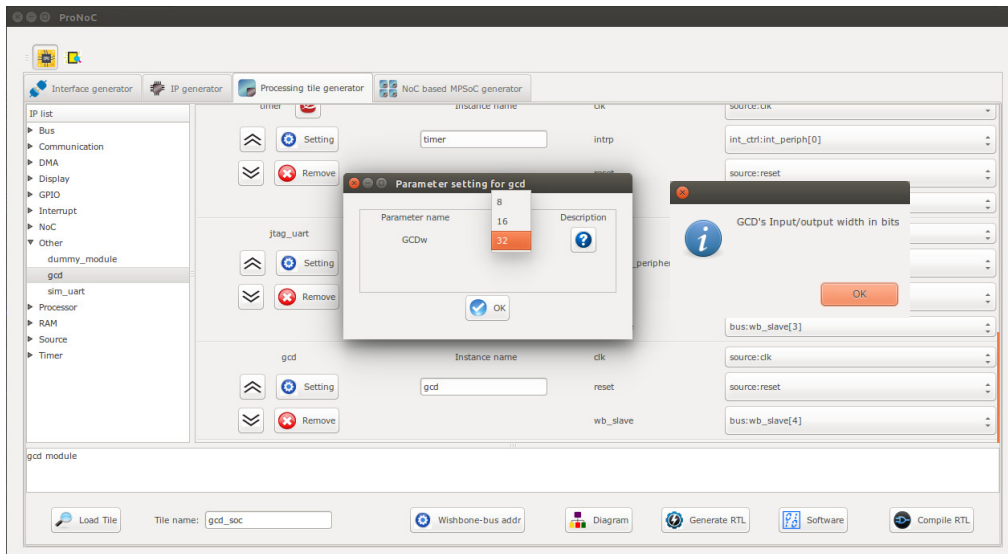 ProNoC
Interface generator
IP generator
Processing tile generator
NoC based MPSoC generator
IP list
Bus
Communication
DMA
Display
GPIO
Interrupt
NoC
Other
dummy_module
gcd
sim_uart
Processor
RAM
Source
Timer
timer
Instance name
clk
source:clk
Setting
timer
intrp
int_ctrl:int_periph[0]
Remove
reset
source:reset
Parameter setting for gcd
Parameter name
Description
GCDw
8
16
32
OK
GCD's Input/output width in bits
OK
jtag_uart
Setting
Remove
bus:wb_slave[3]
gcd
Instance name
clk
source:clk
Setting
gcd
reset
source:reset
Remove
wb_slave
bus:wb_slave[4]
gcd module
Load Tile
Tile name:
gcd_soc
Wishbone-bus addr
Diagram
Generate RTL
Software
Compile RTL